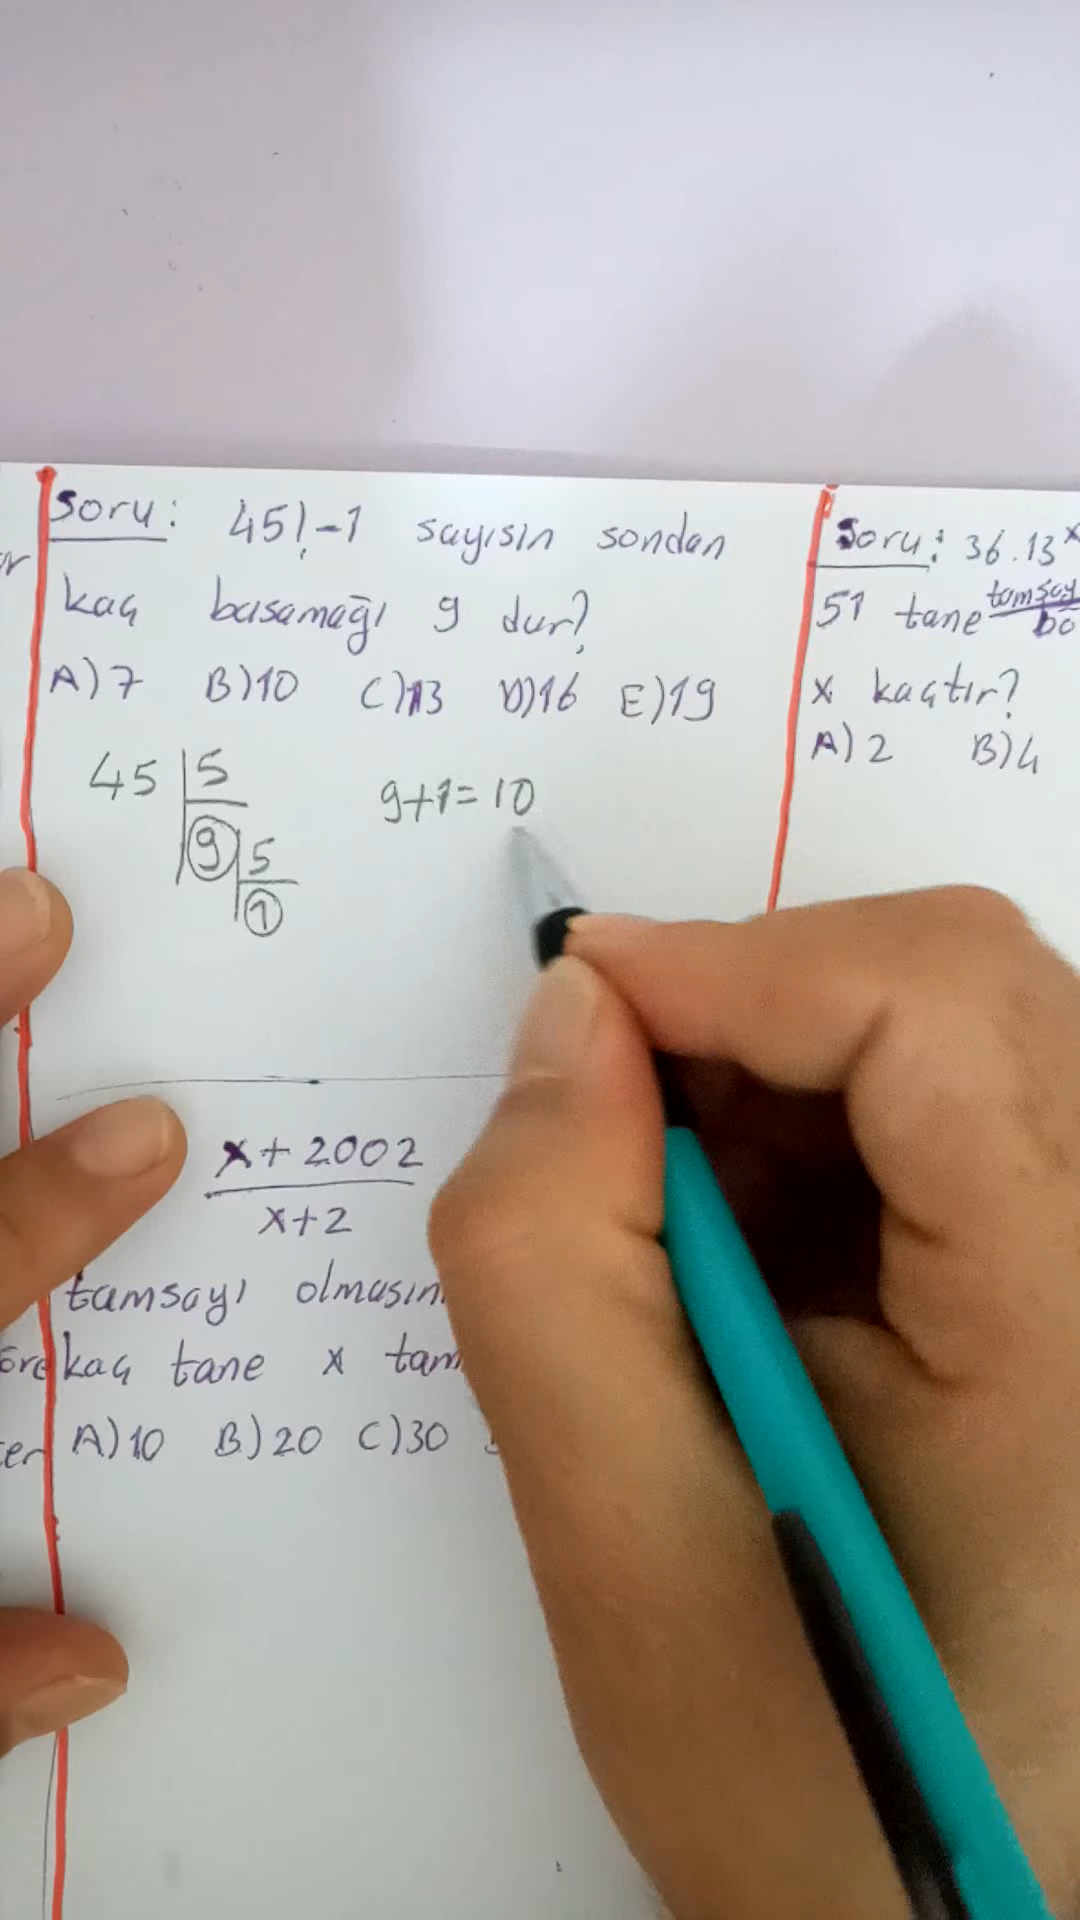 Soru: 45!-1 sayısın sondan
kaç basamağı 9 dur?
A)7 B)10 C)13 D)16 E)19
45 5
9 5
1
9+1=10
x+2002
x+2
tamsayı olmasın
kaç tane x tam
A)10 B)20 C)30
Soru: 36.13^x
51 tane tamsay
bö
x kaçtır?
A)2 B)4